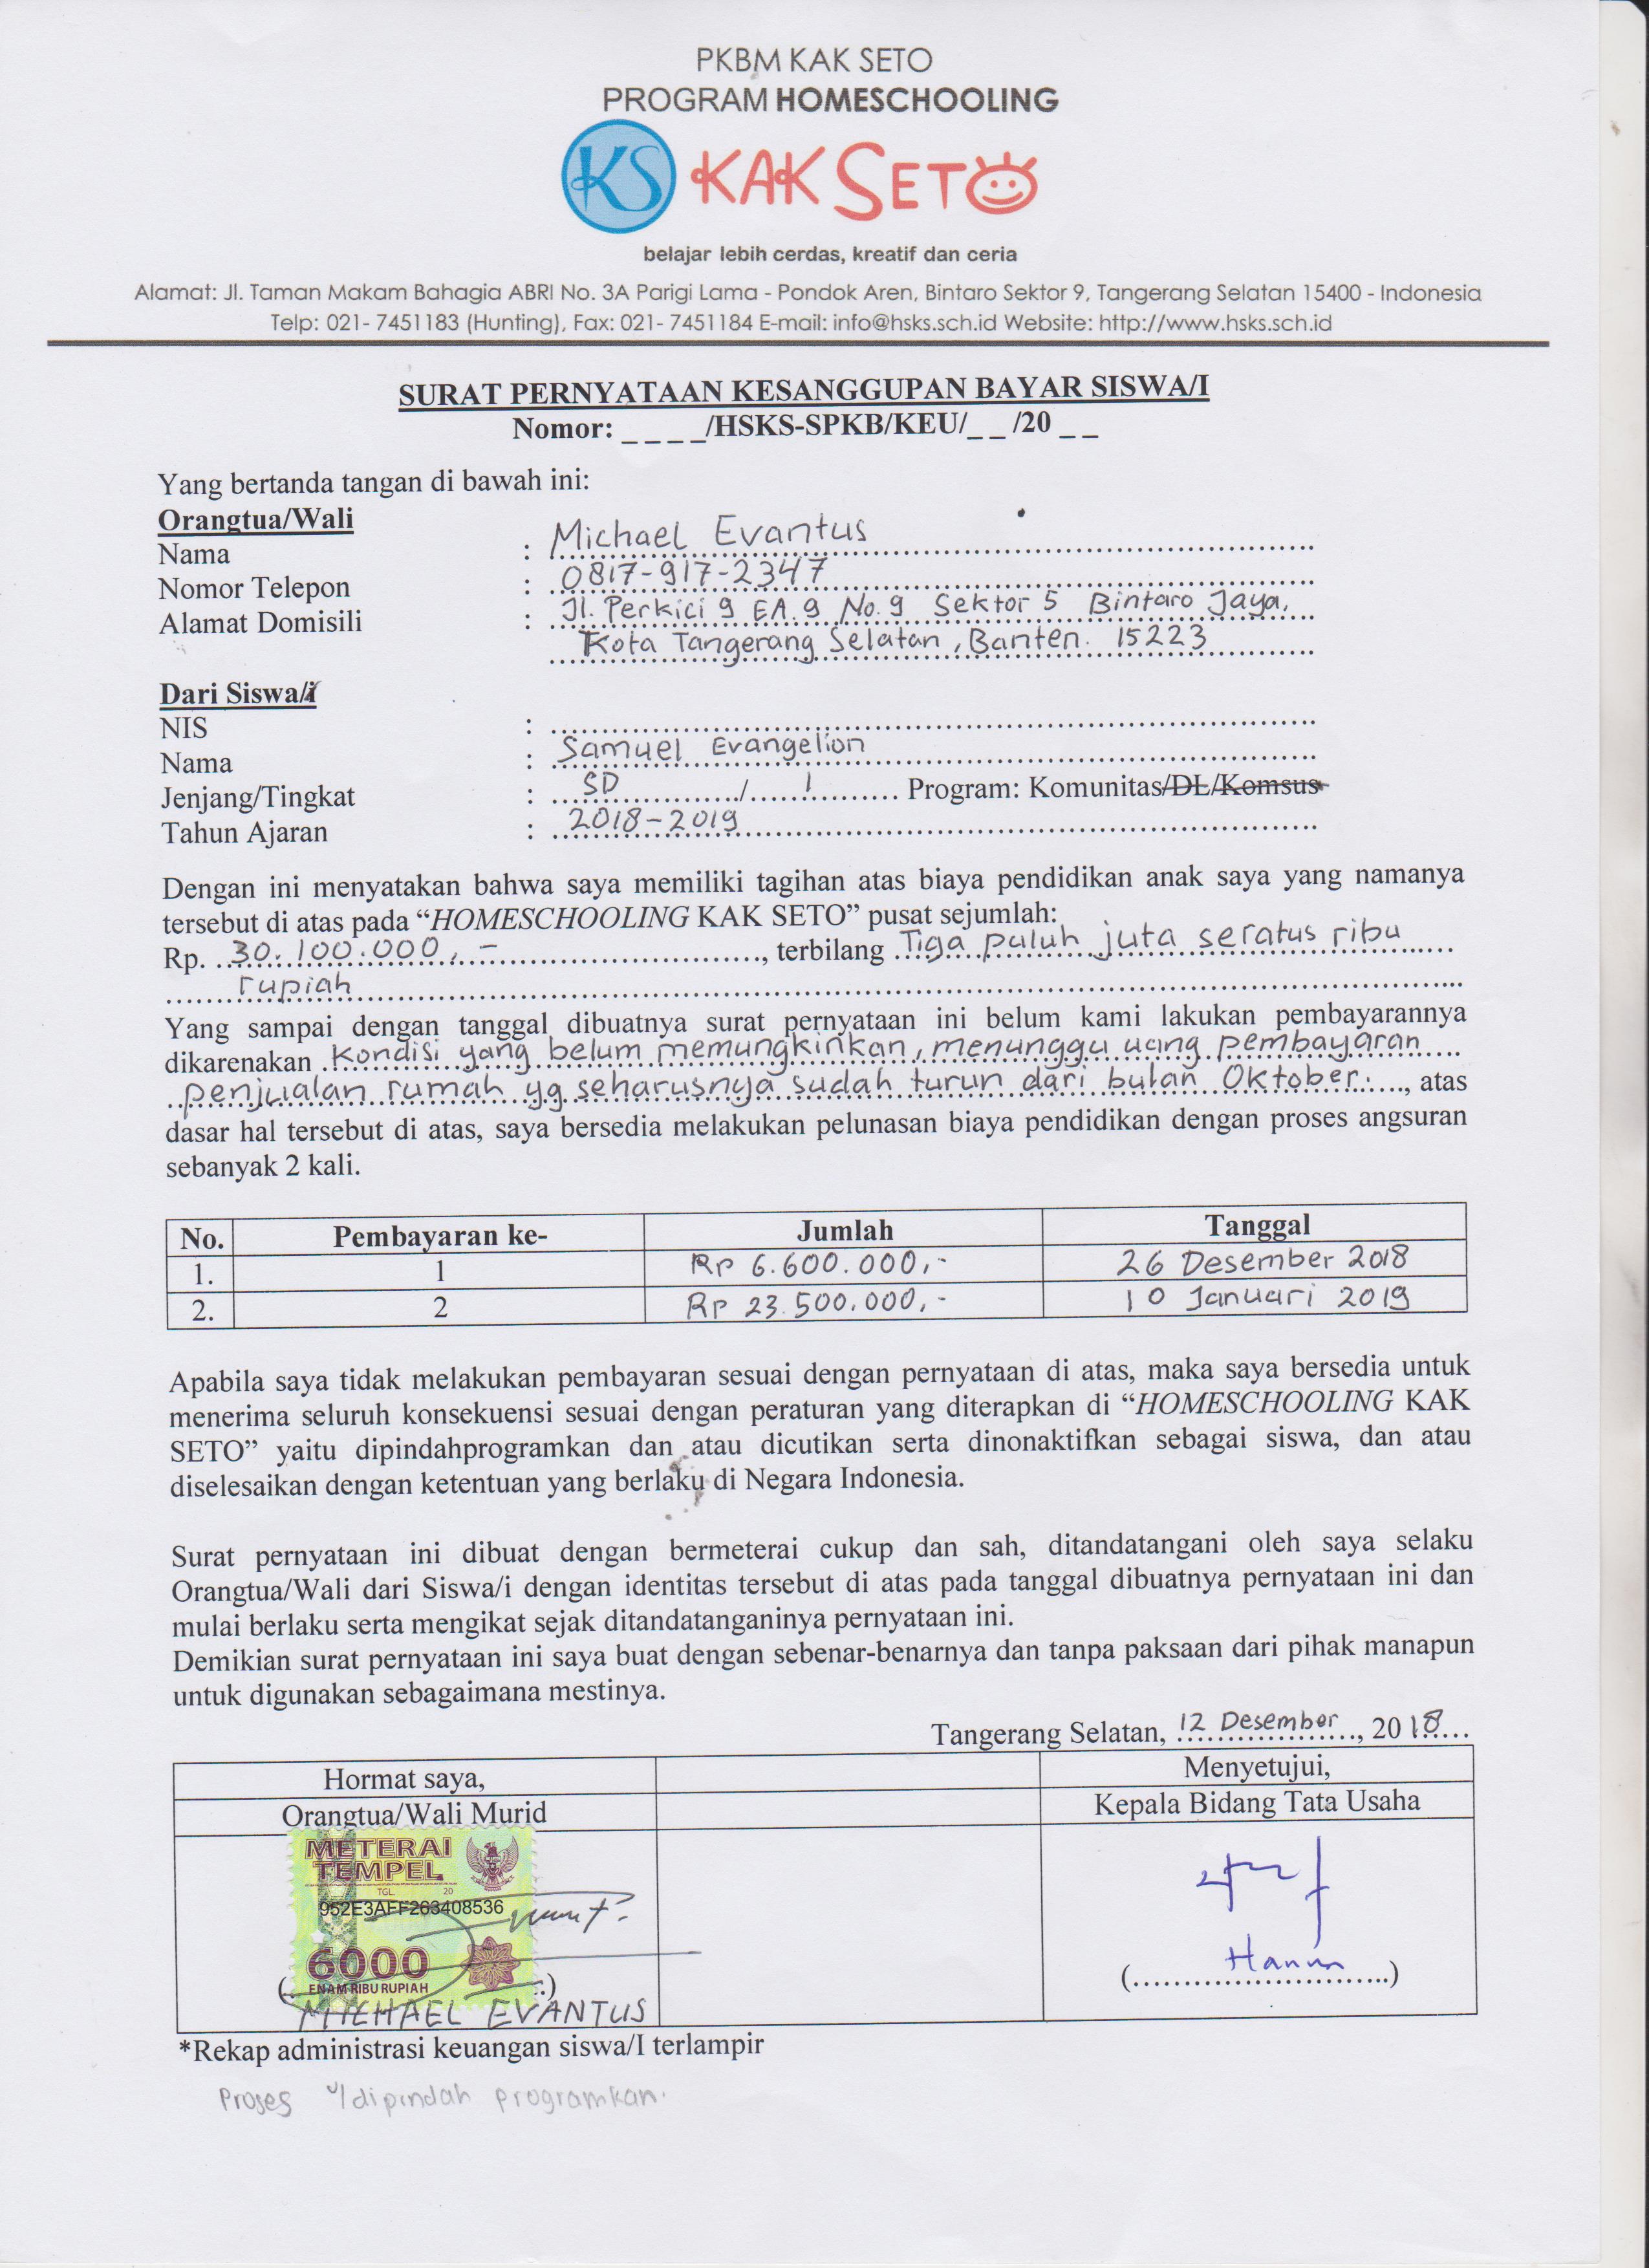 PKBM KAK SETO
PROGRAM HOMESCHOOLING
KS KAK SETO
belajar lebih cerdas, kreatif dan ceria
Alamat: Jl. Taman Makam Bahagia ABRI No. 3A Parigi Lama - Pondok Aren, Bintaro Sektor 9, Tangerang Selatan 15400 - Indonesia
Telp: 021- 7451183 (Hunting), Fax: 021- 7451184 E-mail: info@hsks.sch.id Website: http://www.hsks.sch.id
SURAT PERNYATAAN KESANGGUPAN BAYAR SISWA/I
Nomor: _ _ _ _/HSKS-SPKB/KEU/_ _ /20 _ _
Yang bertanda tangan di bawah ini:
Orangtua/Wali
Nama : Michael Evantus
Nomor Telepon : 0817-917-2347
Alamat Domisili : Jl. Perkici 9 EA.9 No.9 Sektor 5 Bintaro Jaya,
Kota Tangerang Selatan, Banten. 15223
Dari Siswa/i
NIS :
Nama : Samuel Evangelion
Jenjang/Tingkat : SD / 1 Program: Komunitas/DL/Komsus
Tahun Ajaran : 2018-2019
Dengan ini menyatakan bahwa saya memiliki tagihan atas biaya pendidikan anak saya yang namanya
tersebut di atas pada “HOMESCHOOLING KAK SETO” pusat sejumlah:
Rp. 30.100.000,- , terbilang Tiga puluh juta seratus ribu
rupiah
Yang sampai dengan tanggal dibuatnya surat pernyataan ini belum kami lakukan pembayarannya
dikarenakan kondisi yang belum memungkinkan, menunggu uang pembayaran
penjualan rumah yg seharusnya sudah turun dari bulan Oktober. , atas
dasar hal tersebut di atas, saya bersedia melakukan pelunasan biaya pendidikan dengan proses angsuran
sebanyak 2 kali.
No. Pembayaran ke- Jumlah Tanggal
1. 1 Rp 6.600.000,- 26 Desember 2018
2. 2 Rp 23.500.000,- 10 Januari 2019
Apabila saya tidak melakukan pembayaran sesuai dengan pernyataan di atas, maka saya bersedia untuk
menerima seluruh konsekuensi sesuai dengan peraturan yang diterapkan di “HOMESCHOOLING KAK
SETO” yaitu dipindahprogramkan dan atau dicutikan serta dinonaktifkan sebagai siswa, dan atau
diselesaikan dengan ketentuan yang berlaku di Negara Indonesia.
Surat pernyataan ini dibuat dengan bermeterai cukup dan sah, ditandatangani oleh saya selaku
Orangtua/Wali dari Siswa/i dengan identitas tersebut di atas pada tanggal dibuatnya pernyataan ini dan
mulai berlaku serta mengikat sejak ditandatanganinya pernyataan ini.
Demikian surat pernyataan ini saya buat dengan sebenar-benarnya dan tanpa paksaan dari pihak manapun
untuk digunakan sebagaimana mestinya.
Tangerang Selatan, 12 Desember, 2018
Hormat saya, Menyetujui,
Orangtua/Wali Murid Kepala Bidang Tata Usaha
METERAI
TEMPEL
TGL. 20
952E3AFF263408536
6000
ENAM RIBU RUPIAH
MICHAEL EVANTUS
Hanum
*Rekap administrasi keuangan siswa/I terlampir
Proses u/dipindah programkan.